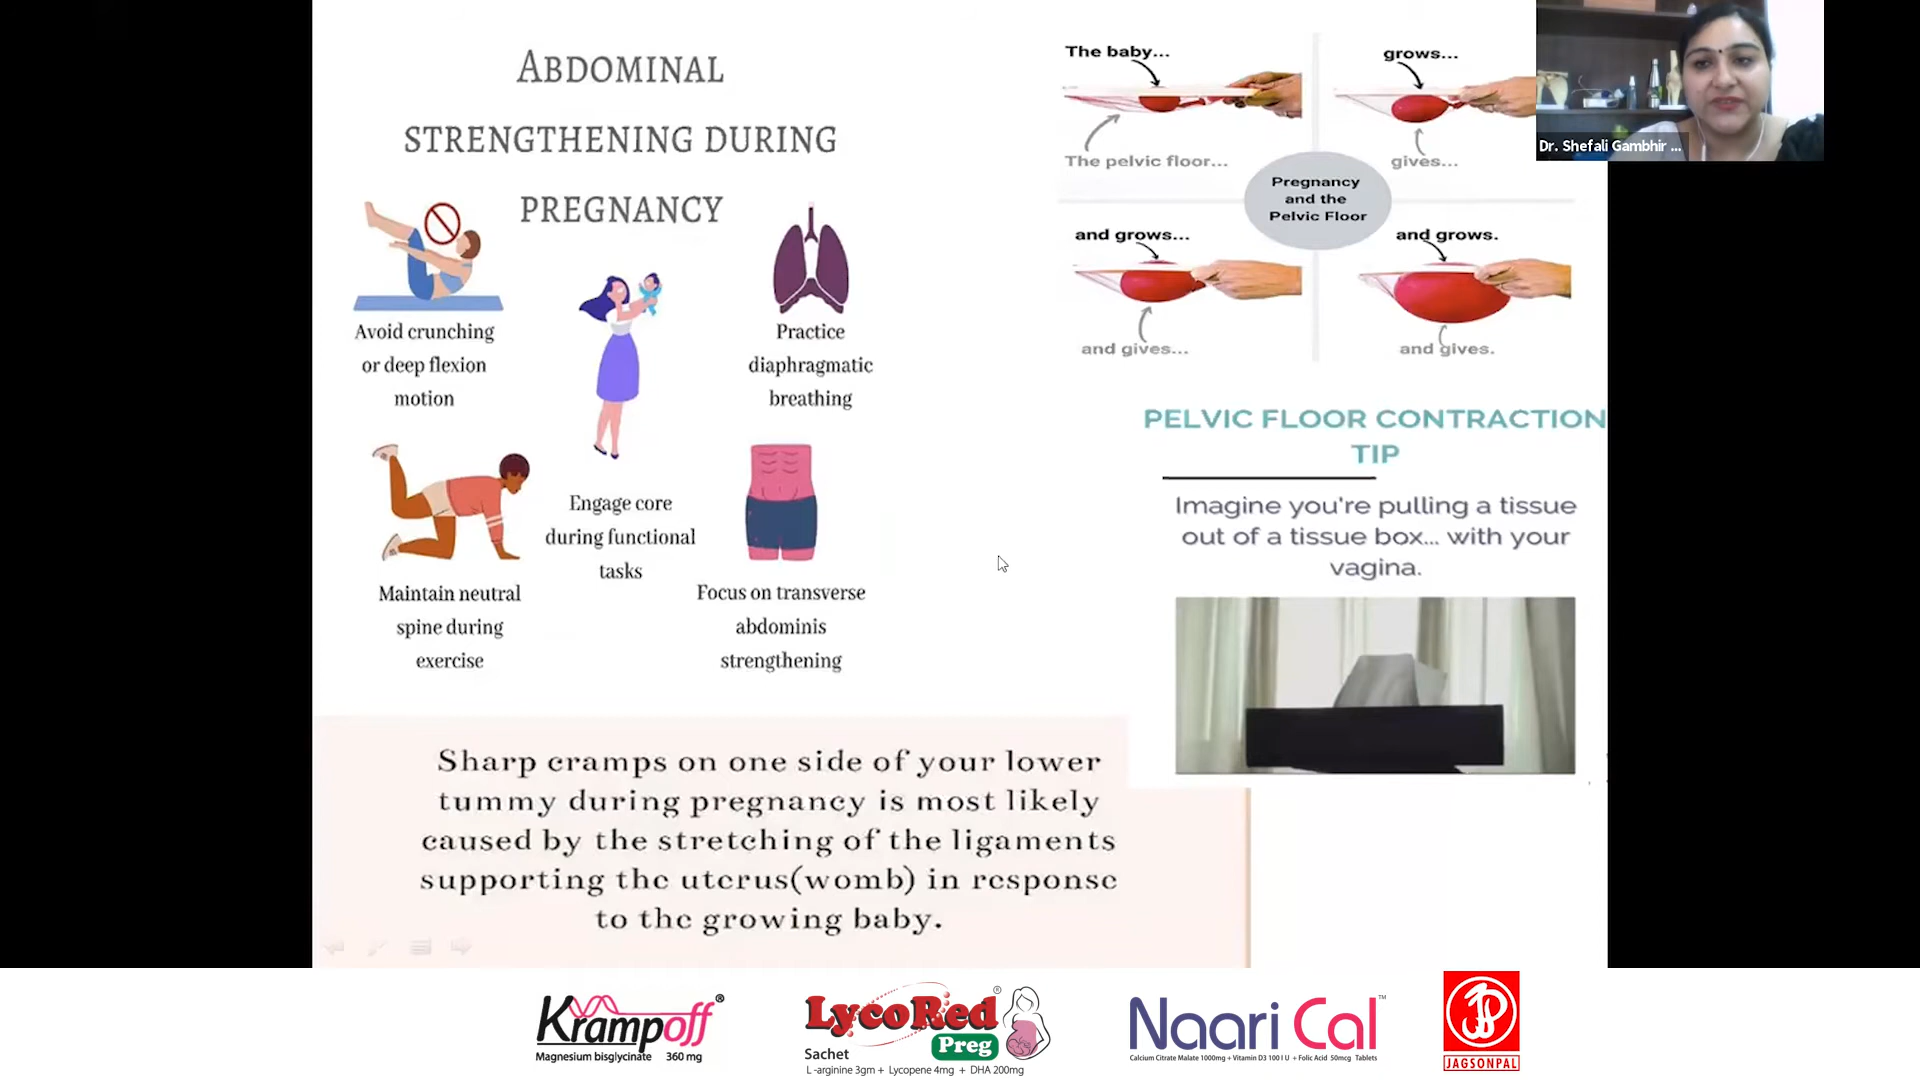 ABDOMINAL
STRENGTHENING DURING
PREGNANCY
Avoid crunching
or deep flexion
motion
Practice
diaphragmatic
breathing
Engage core
during functional
tasks
Maintain neutral
spine during
exercise
Focus on transverse
abdominis
strengthening
The baby...
The pelvic floor...
grows...
gives...
Pregnancy
and the
Pelvic Floor
and grows...
and gives...
and grows.
and gives.
PELVIC FLOOR CONTRACTION
TIP
Imagine you're pulling a tissue
out of a tissue box... with your
vagina.
Sharp cramps on one side of your lower
tummy during pregnancy is most likely
caused by the stretching of the ligaments
supporting the uterus(womb) in response
to the growing baby.
Dr. Shefali Gambhir ...
Krampoff®
Magnesium bisglycinate 360 mg
LycoRed®
Preg
Sachet
L -arginine 3gm + Lycopene 4mg + DHA 200mg
Naari Cal™
Calcium Citrate Malate 1000mg + Vitamin D3 100 I U + Folic Acid 50mcg Tablets
JAGSONPAL